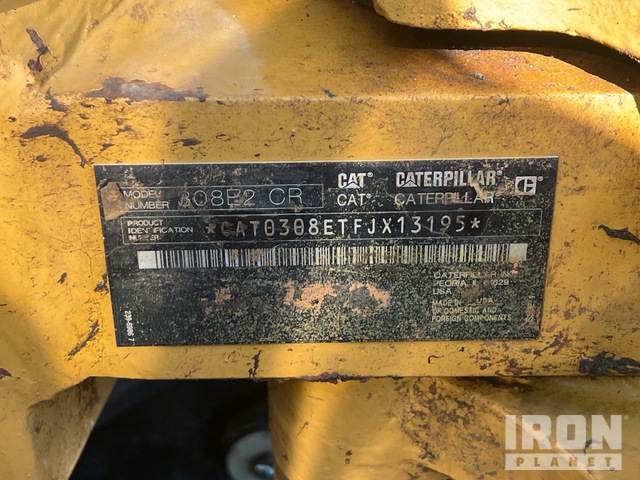 MODEL NUMBER 308E2 CR
CAT® CATERPILLAR®
CAT® CATERPILLAR
PRODUCT IDENTIFICATION NUMBER
*CAT0308ETFJX13195*
CATERPILLAR INC.
PEORIA, IL 61629
USA
MADE IN USA
OF DOMESTIC AND
FOREIGN COMPONENTS
IRON
PLANET